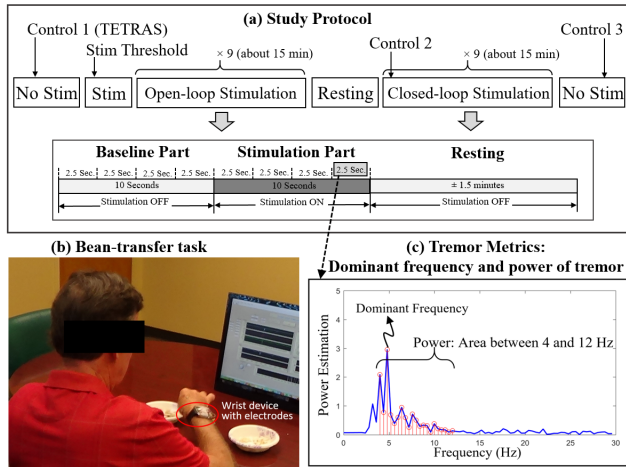 (a) Study Protocol
Control 1 (TETRAS)
Stim Threshold
× 9 (about 15 min)
Control 2
× 9 (about 15 min)
Control 3
No Stim
Stim
Open-loop Stimulation
Resting
Closed-loop Stimulation
No Stim
Baseline Part
Stimulation Part
Resting
2.5 Sec. 2.5 Sec. 2.5 Sec. 2.5 Sec. 2.5 Sec. 2.5 Sec. 2.5 Sec. 2.5 Sec.
10 Seconds
10 Seconds
± 1.5 minutes
Stimulation OFF
Stimulation ON
Stimulation OFF
(b) Bean-transfer task
Wrist device
with electrodes
(c) Tremor Metrics:
Dominant frequency and power of tremor
Dominant Frequency
Power: Area between 4 and 12 Hz
Power Estimation
5
4
3
2
1
0
0 5 10 15 20 25 30
Frequency (Hz)